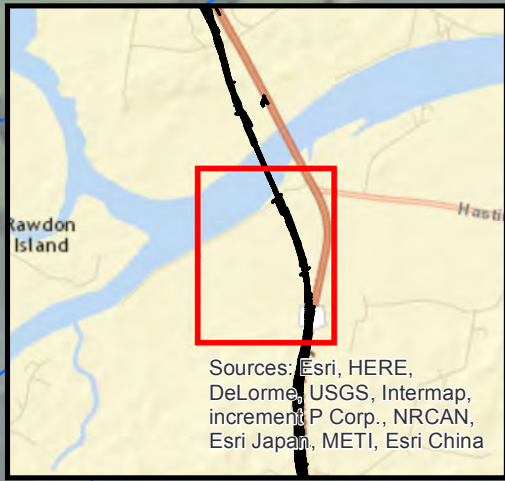 Rawdon
Island
Hasti
Sources: Esri, HERE,
DeLorme, USGS, Intermap,
increment P Corp., NRCAN,
Esri Japan, METI, Esri China